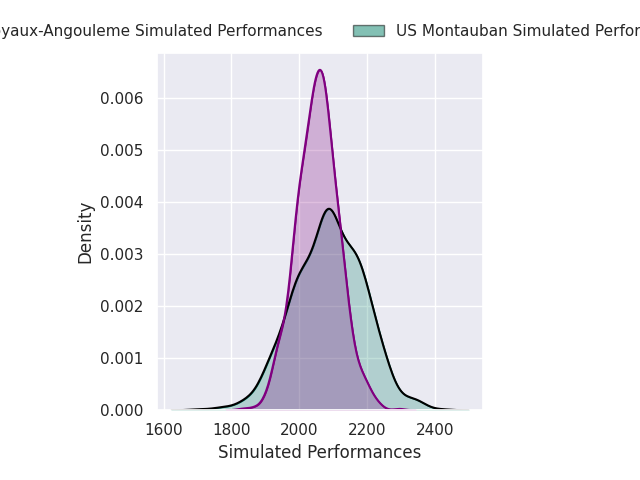 yaux-Angouleme Simulated Performances US Montauban Simulated Perfor
0.006
0.005
0.004
0.003
0.002
0.001
0.000
Density
1600 1800 2000 2200 2400
Simulated Performances